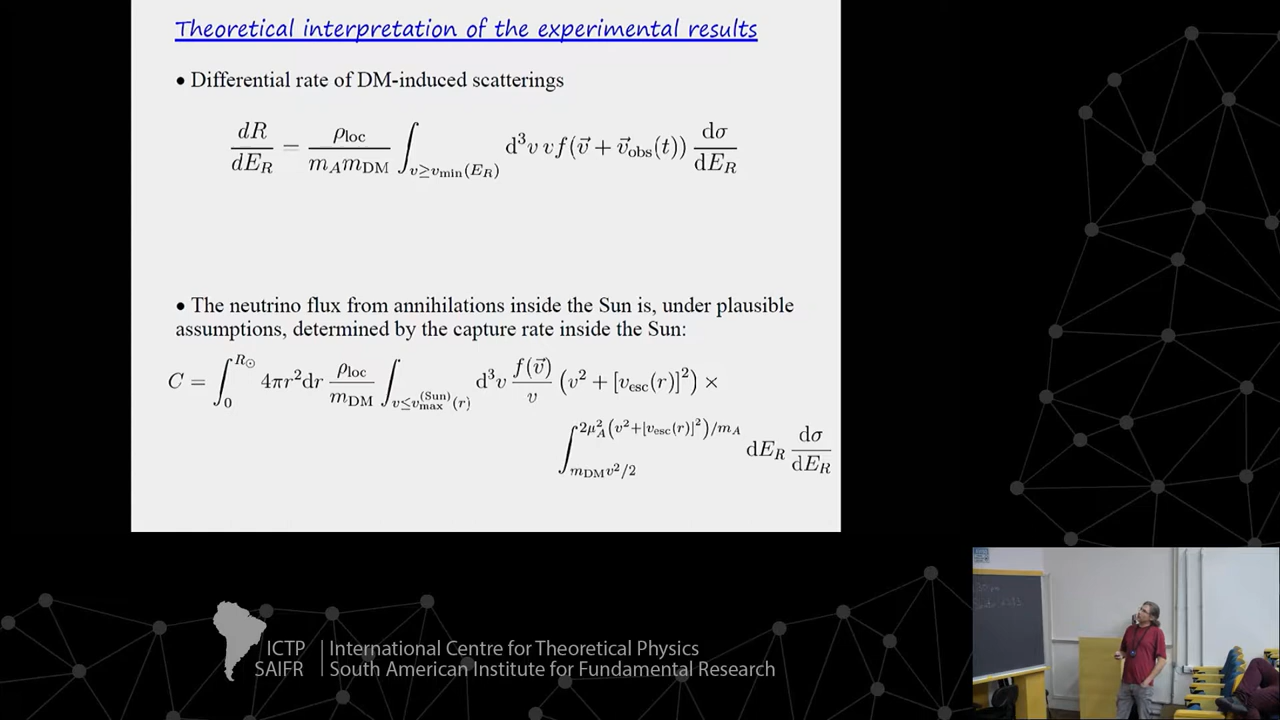 Theoretical interpretation of the experimental results
• Differential rate of DM-induced scatterings
dR/dE_R = ρ_loc/(m_A m_DM) ∫_{v≥v_min(E_R)} d³v v f(v⃗ + v⃗_obs(t)) dσ/dE_R
• The neutrino flux from annihilations inside the Sun is, under plausible
assumptions, determined by the capture rate inside the Sun:
C = ∫_0^{R_⊙} 4πr²dr ρ_loc/m_DM ∫_{v≤v_max^(Sun)(r)} d³v f(v⃗)/v (v² + [v_esc(r)]²) ×
∫_{m_DM v²/2}^{2μ_A²(v²+[v_esc(r)]²)/m_A} dE_R dσ/dE_R
ICTP | International Centre for Theoretical Physics
SAIFR | South American Institute for Fundamental Research